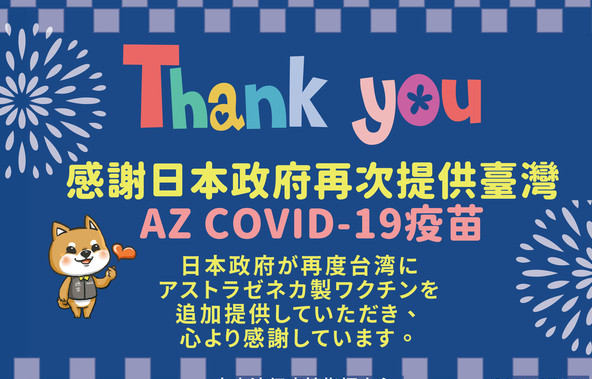 Thank you
感謝日本政府再次提供臺灣
AZ COVID-19疫苗
日本政府が再度台湾に
アストラゼネカ製ワクチンを
追加提供していただき、
心より感謝しています。